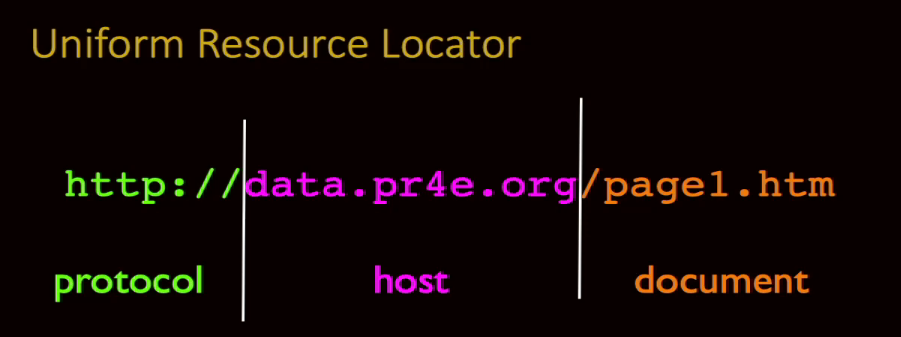 Uniform Resource Locator
http://data.pr4e.org/page1.htm
protocol host document